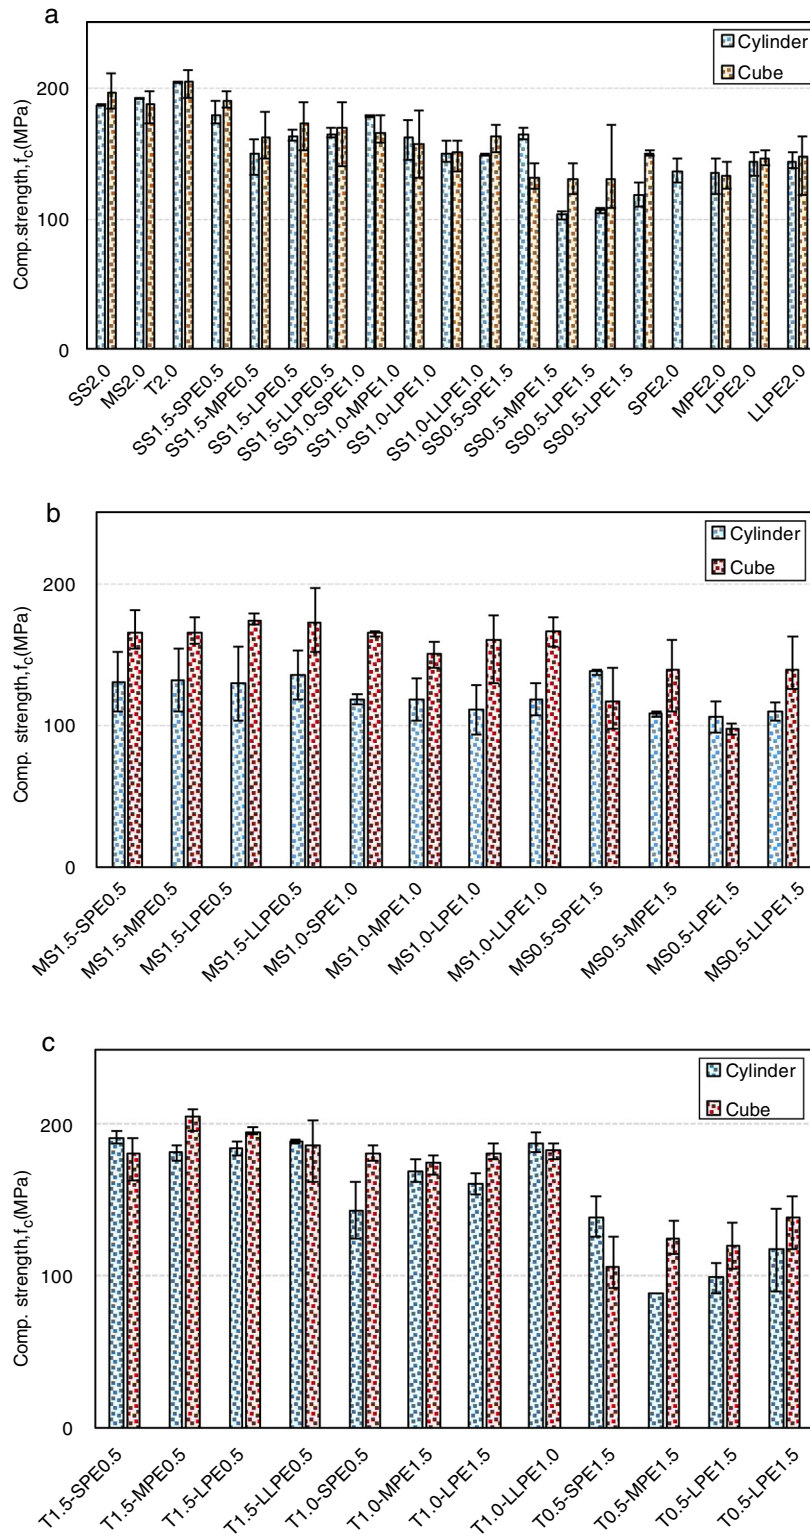 a
Cylinder
Cube
Comp.strength,fc(MPa)
200
100
0
SS2.0
MS2.0
T2.0
SS1.5-SPE0.5
SS1.5-MPE0.5
SS1.5-LPE0.5
SS1.5-LLPE0.5
SS1.0-SPE1.0
SS1.0-MPE1.0
SS1.0-LPE1.0
SS1.0-LLPE1.0
SS0.5-SPE1.5
SS0.5-MPE1.5
SS0.5-LPE1.5
SS0.5-LPE1.5
SPE2.0
MPE2.0
LPE2.0
LLPE2.0
b
Cylinder
Cube
Comp. strength,fc(MPa)
200
100
0
MS1.5-SPE0.5
MS1.5-MPE0.5
MS1.5-LPE0.5
MS1.5-LLPE0.5
MS1.0-SPE1.0
MS1.0-MPE1.0
MS1.0-LPE1.0
MS1.0-LLPE1.0
MS0.5-SPE1.5
MS0.5-MPE1.5
MS0.5-LPE1.5
MS0.5-LLPE1.5
c
Cylinder
Cube
Comp. strength,fc(MPa)
200
100
0
T1.5-SPE0.5
T1.5-MPE0.5
T1.5-LPE0.5
T1.5-LLPE0.5
T1.0-SPE0.5
T1.0-MPE1.5
T1.0-LPE1.5
T1.0-LLPE1.0
T0.5-SPE1.5
T0.5-MPE1.5
T0.5-LPE1.5
T0.5-LPE1.5